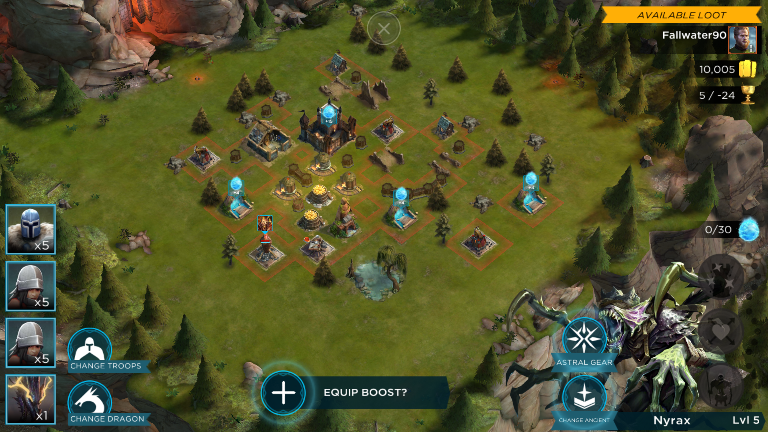 AVAILABLE LOOT
Fallwater90
10,005
5 / -24
0/30
x5
x5
x5
x1
CHANGE TROOPS
CHANGE DRAGON
EQUIP BOOST?
ASTRAL GEAR
CHANGE ANCIENT
Nyrax Lvl 5